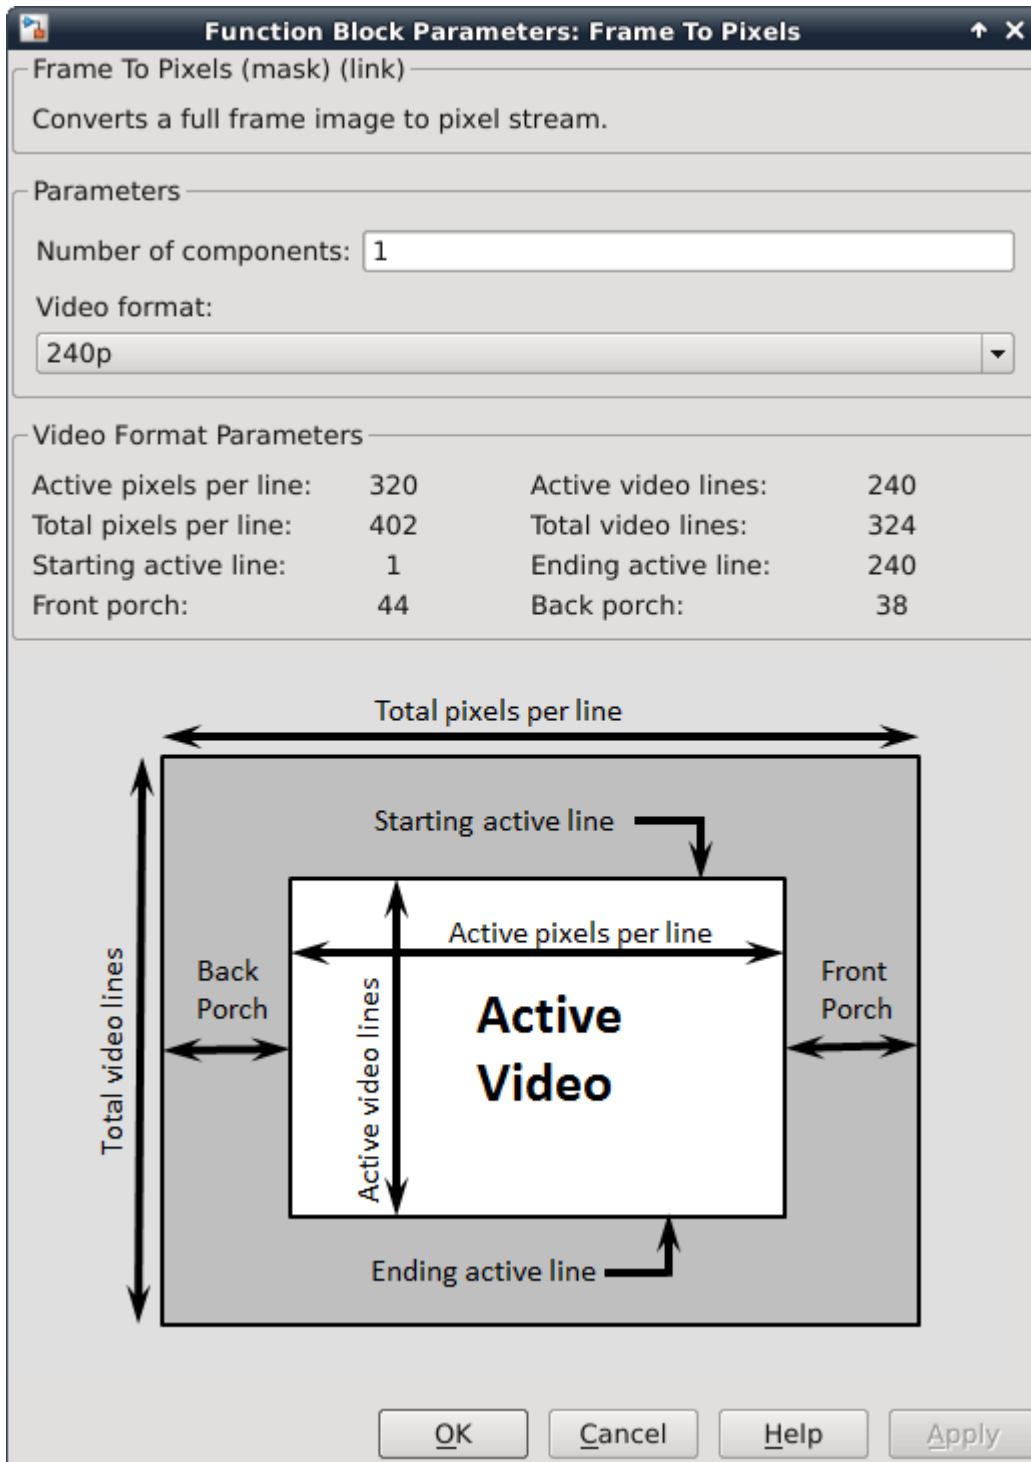 Function Block Parameters: Frame To Pixels
Frame To Pixels (mask) (link)
Converts a full frame image to pixel stream.
Parameters
Number of components: 1
Video format:
240p
Video Format Parameters
Active pixels per line: 320 Active video lines: 240
Total pixels per line: 402 Total video lines: 324
Starting active line: 1 Ending active line: 240
Front porch: 44 Back porch: 38
Total pixels per line
Starting active line
Active pixels per line
Back
Porch
Front
Porch
Total video lines
Active video lines
Active
Video
Ending active line
OK Cancel Help Apply